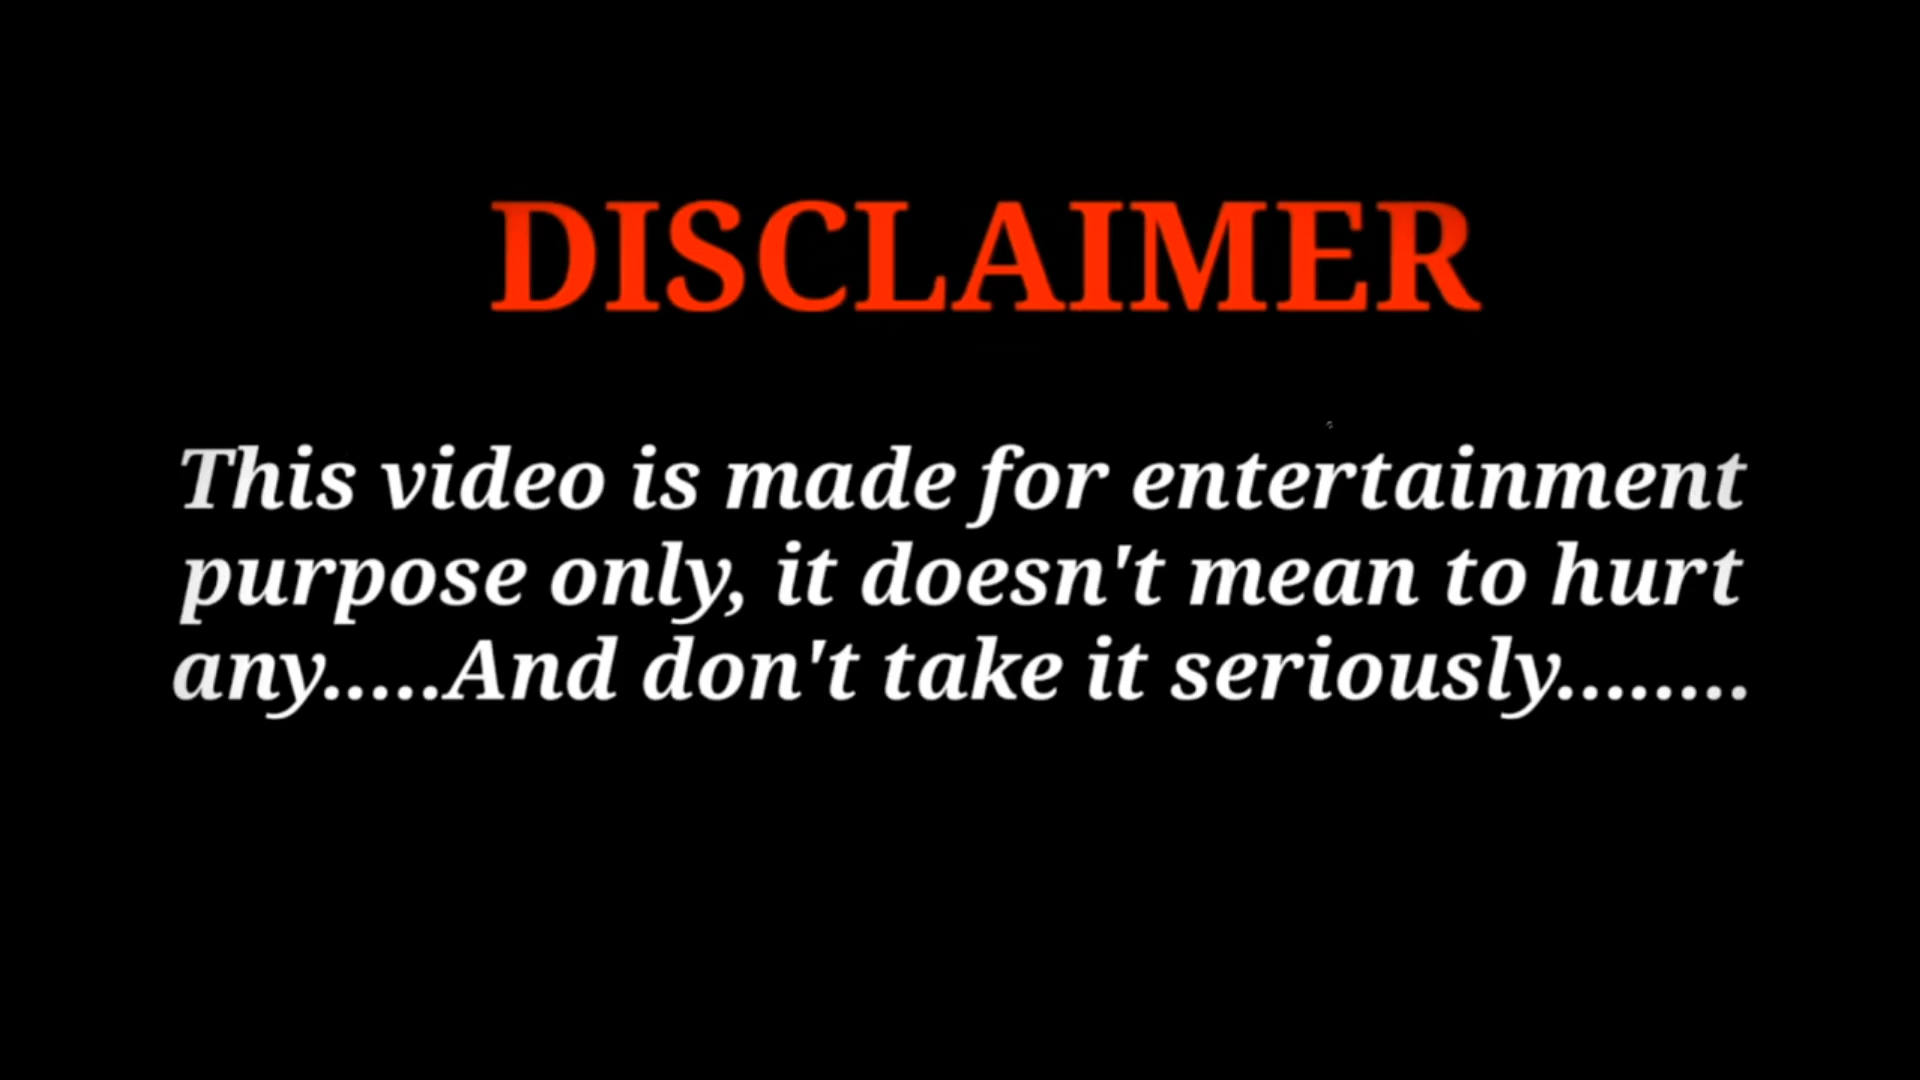 DISCLAIMER
This video is made for entertainment
purpose only, it doesn't mean to hurt
any.....And don't take it seriously........